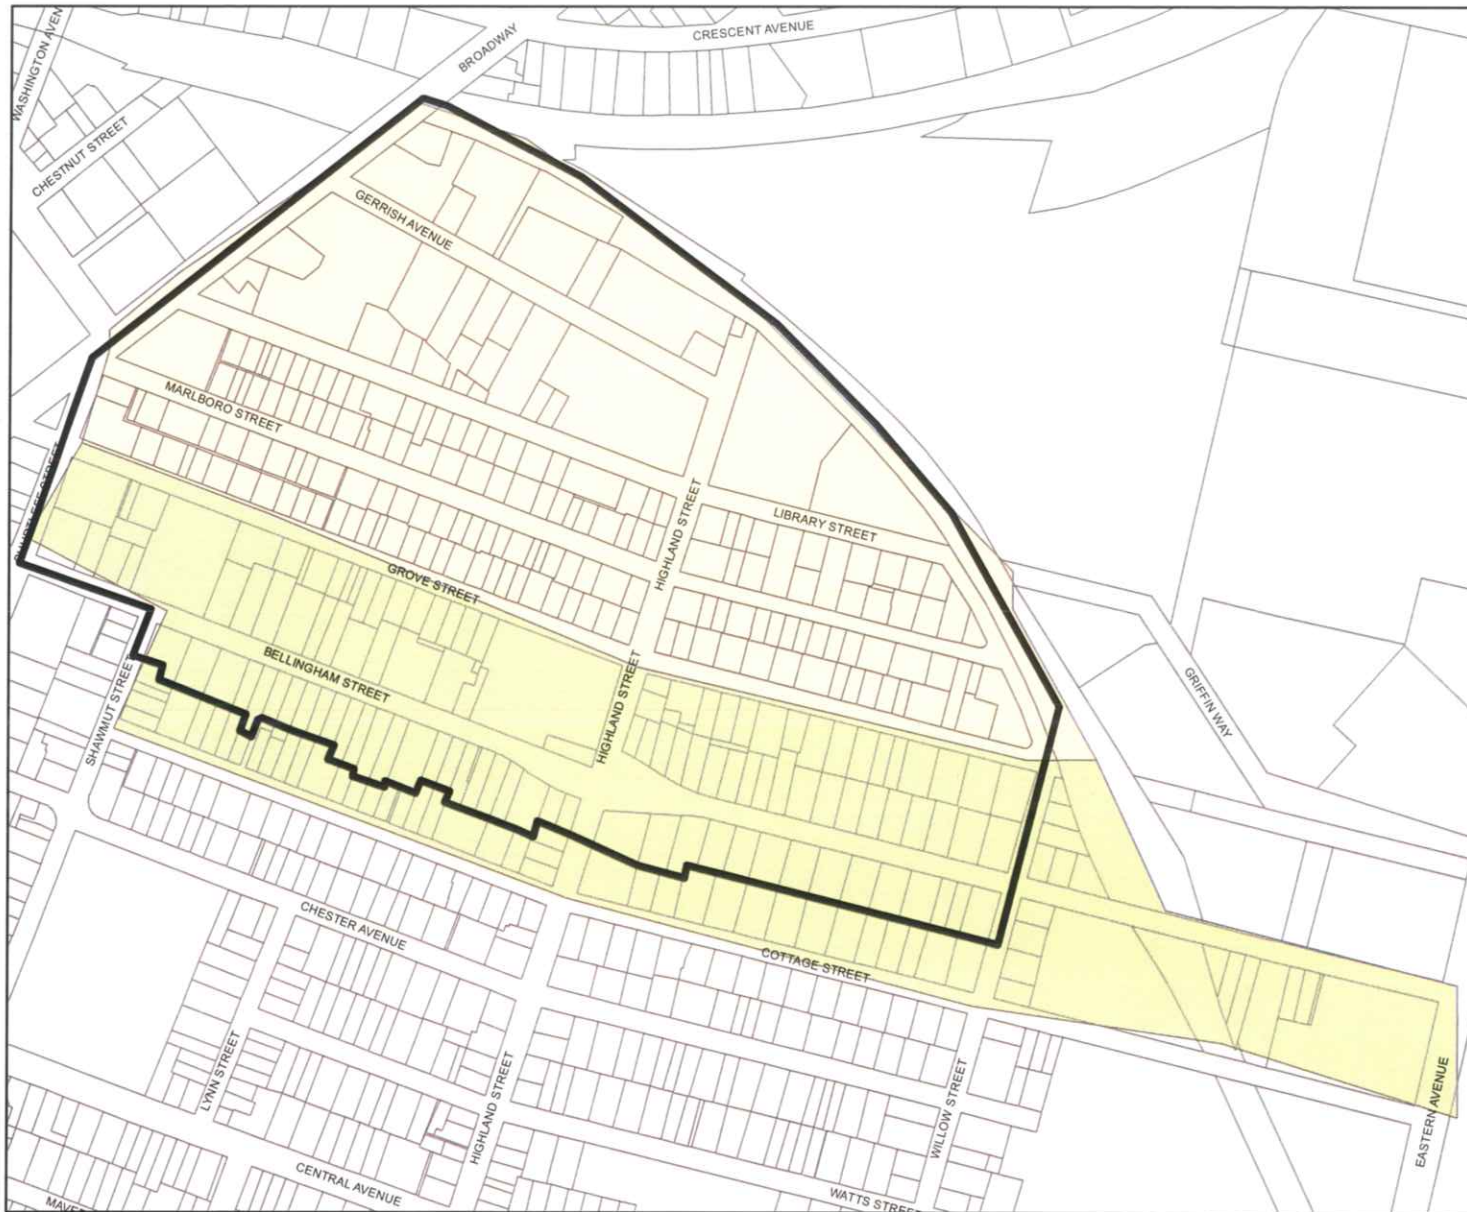 WASHINGTON AVEN
BROADWAY
CRESCENT AVENUE
CHESTNUT STREET
GERRISH AVENUE
MARLBORO STREET
LIBRARY STREET
HIGHLAND STREET
GROVE STREET
BELLINGHAM STREET
HIGHLAND STREET
SHAWMUT STREET
GRIFFIN WAY
CHESTER AVENUE
COTTAGE STREET
LYNN STREET
HIGHLAND STREET
WILLOW STREET
EASTERN AVENUE
CENTRAL AVENUE
WATTS STREET
MAVE